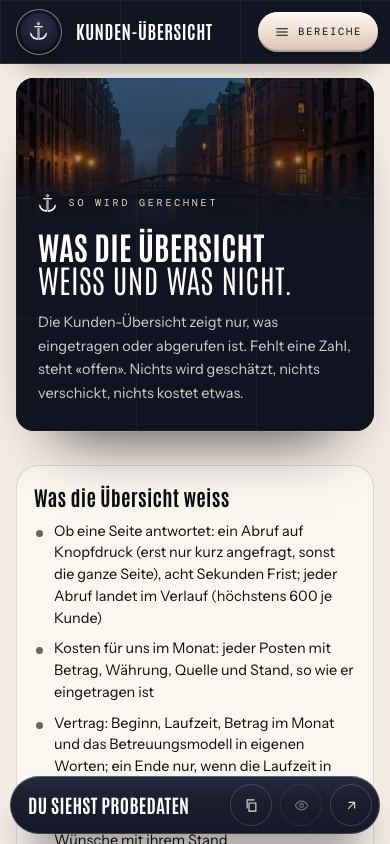 KUNDEN-ÜBERSICHT
BEREICHE
SO WIRD GERECHNET
WAS DIE ÜBERSICHT
WEISS UND WAS NICHT.
Die Kunden-Übersicht zeigt nur, was
eingetragen oder abgerufen ist. Fehlt eine Zahl,
steht «offen». Nichts wird geschätzt, nichts
verschickt, nichts kostet etwas.
Was die Übersicht weiss
Ob eine Seite antwortet: ein Abruf auf
Knopfdruck (erst nur kurz angefragt, sonst
die ganze Seite), acht Sekunden Frist; jeder
Abruf landet im Verlauf (höchstens 600 je
Kunde)
Kosten für uns im Monat: jeder Posten mit
Betrag, Währung, Quelle und Stand, so wie er
eingetragen ist
Vertrag: Beginn, Laufzeit, Betrag im Monat
und das Betreuungsmodell in eigenen
Worten; ein Ende nur, wenn die Laufzeit in
DU SIEHST PROBEDATEN
Wünsche mit ihrem Stand